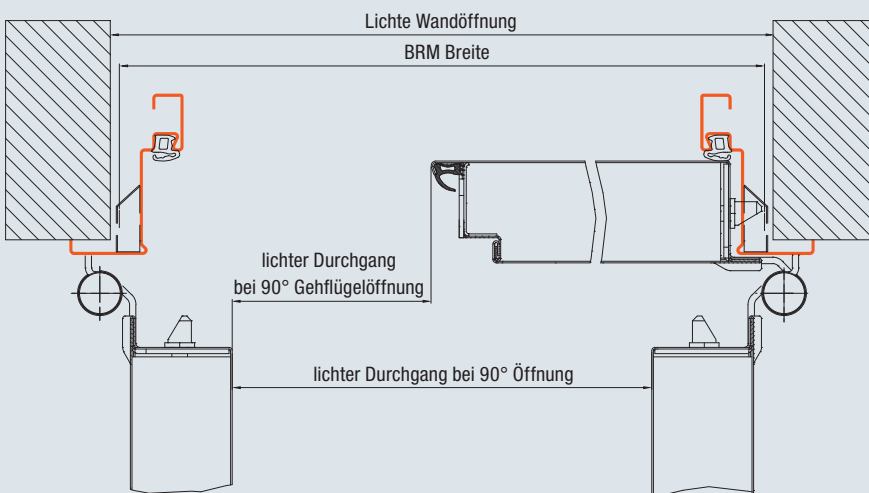 Lichte Wandöffnung
BRM Breite
lichter Durchgang
bei 90° Gehflügelöffnung
lichter Durchgang bei 90° Öffnung